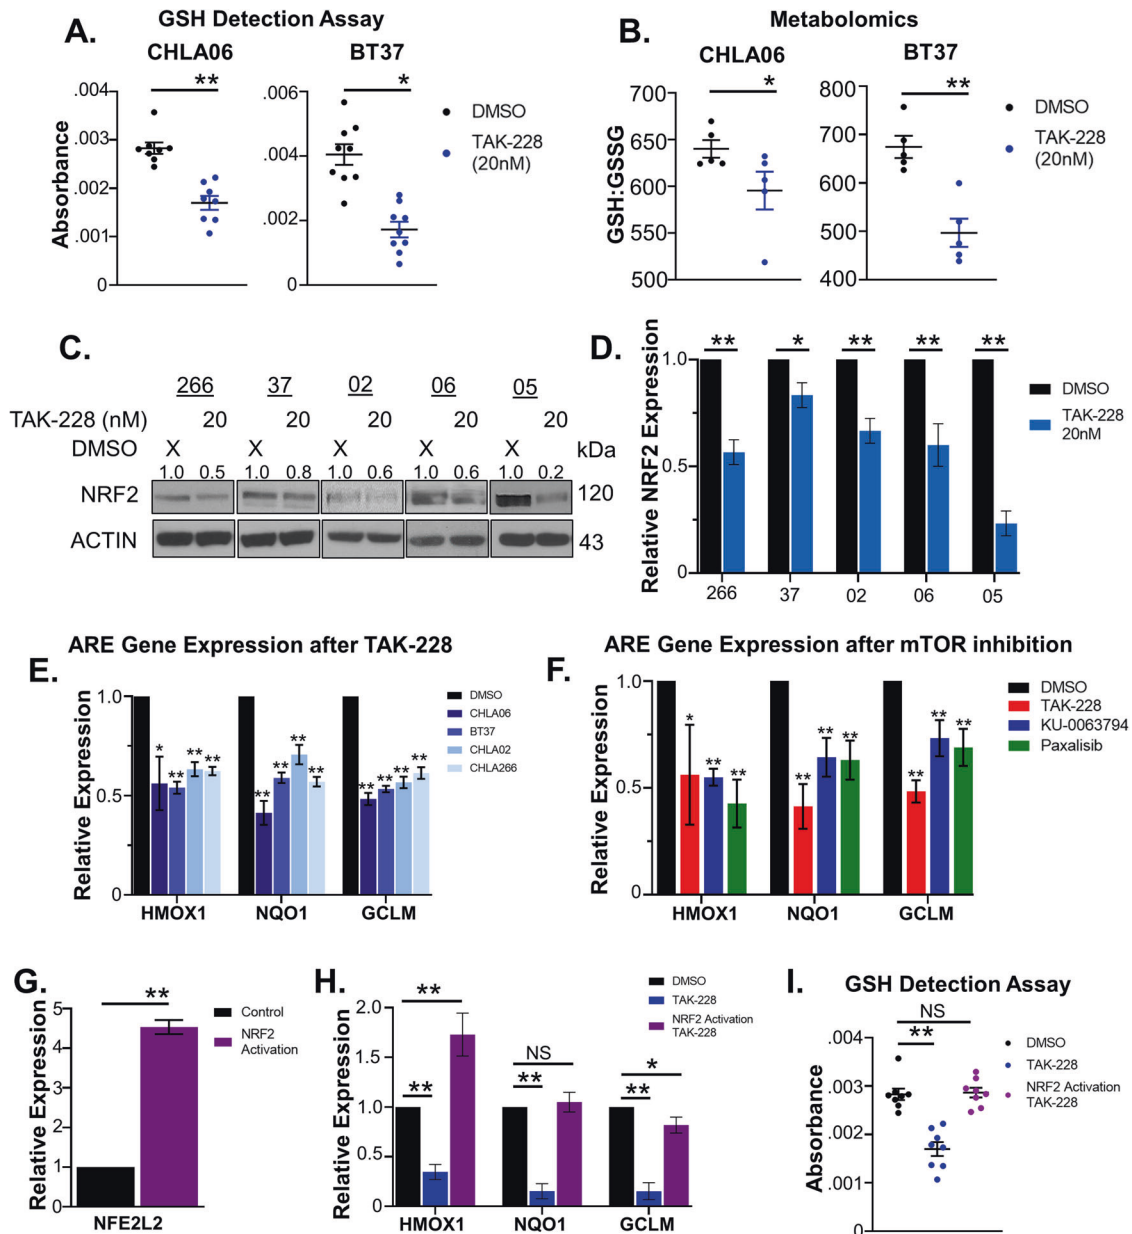 A.
GSH Detection Assay
CHLA06
BT37
Absorbance
.004
.003
.002
.001
0
**
.006
.004
.002
0
*
DMSO
TAK-228
(20nM)
B.
Metabolomics
CHLA06
BT37
GSH:GSSG
700
650
600
550
500
*
800
700
600
500
400
**
DMSO
TAK-228
(20nM)
C.
266 37 02 06 05
TAK-228 (nM) 20 20 20 20 20
DMSO X X X X X kDa
1.0 0.5 1.0 0.8 1.0 0.6 1.0 0.6 1.0 0.2
NRF2 120
ACTIN 43
D.
Relative NRF2 Expression
1.0
0.5
0
** * ** ** **
266 37 02 06 05
DMSO
TAK-228
20nM
ARE Gene Expression after TAK-228
E.
Relative Expression
1.0
0.5
0
* ** ** **
** ** ** **
** ** ** **
HMOX1 NQO1 GCLM
DMSO
CHLA06
BT37
CHLA02
CHLA266
ARE Gene Expression after mTOR inhibition
F.
Relative Expression
1.0
0.5
0
* ** **
** ** **
** ** **
HMOX1 NQO1 GCLM
DMSO
TAK-228
KU-0063794
Paxalisib
G.
Relative Expression
5
4
3
2
1
0
**
NFE2L2
Control
NRF2
Activation
H.
Relative Expression
2.0
1.5
1.0
0.5
0
**
**
NS
**
*
**
HMOX1 NQO1 GCLM
DMSO
TAK-228
NRF2 Activation
TAK-228
I.
GSH Detection Assay
Absorbance
.004
.003
.002
.001
0
NS
**
DMSO
TAK-228
NRF2 Activation
TAK-228